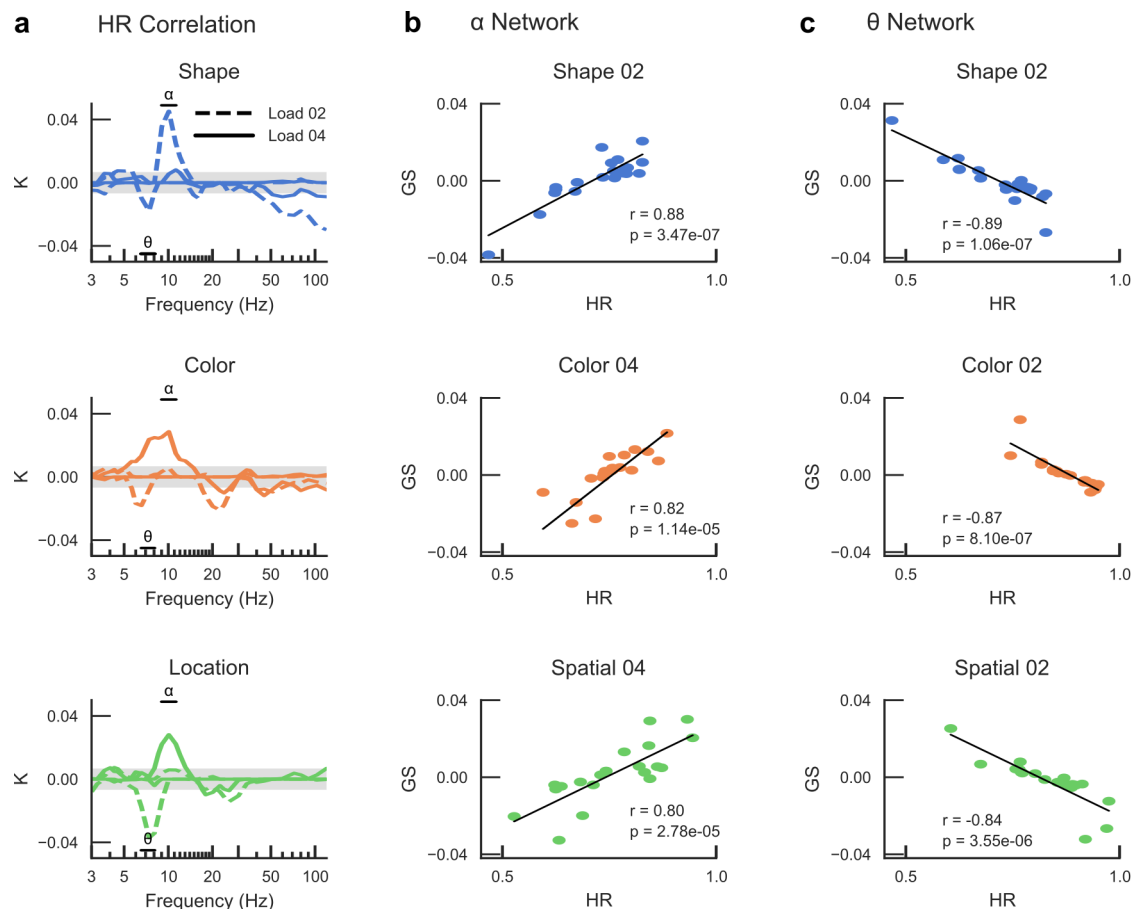 a HR Correlation
b α Network
c θ Network
Shape
α
Load 02
Load 04
0.04
0.00
−0.04
K
θ
3 5 10 20 50 100
Frequency (Hz)
Shape 02
0.04
0.00
−0.04
GS
r = 0.88
p = 3.47e-07
0.5 1.0
HR
Shape 02
0.04
0.00
−0.04
GS
r = -0.89
p = 1.06e-07
0.5 1.0
HR
Color
α
0.04
0.00
−0.04
K
θ
3 5 10 20 50 100
Frequency (Hz)
Color 04
0.04
0.00
−0.04
GS
r = 0.82
p = 1.14e-05
0.5 1.0
HR
Color 02
0.04
0.00
−0.04
GS
r = -0.87
p = 8.10e-07
0.5 1.0
HR
Location
α
0.04
0.00
−0.04
K
θ
3 5 10 20 50 100
Frequency (Hz)
Spatial 04
0.04
0.00
−0.04
GS
r = 0.80
p = 2.78e-05
0.5 1.0
HR
Spatial 02
0.04
0.00
−0.04
GS
r = -0.84
p = 3.55e-06
0.5 1.0
HR